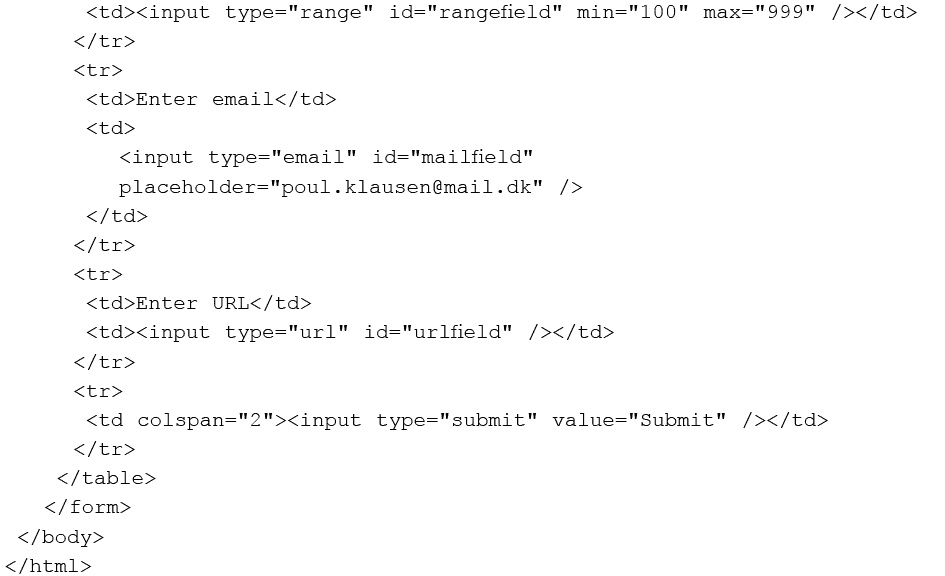 <td><input type="range" id="rangefield" min="100" max="999" /></td>
</tr>
<tr>
<td>Enter email</td>
<td>
<input type="email" id="mailfield"
placeholder="poul.klausen@mail.dk" />
</td>
</tr>
<tr>
<td>Enter URL</td>
<td><input type="url" id="urlfield" /></td>
</tr>
<tr>
<td colspan="2"><input type="submit" value="Submit" /></td>
</tr>
</table>
</form>
</body>
</html>